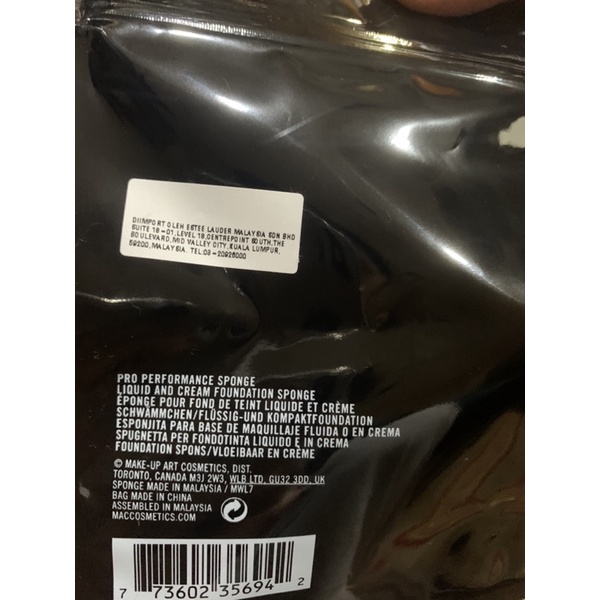 DIIMPORT OLEH ESTEE LAUDER MALAYSIA SDN BHD
SUITE 18-01,LEVEL 18,CENTREPOINT SOUTH,THE
BOULEVARD,MID VALLEY CITY,KUALA LUMPUR,
59200,MALAYSIA. TEL:03-20926000
PRO PERFORMANCE SPONGE
LIQUID AND CREAM FOUNDATION SPONGE
ÉPONGE POUR FOND DE TEINT LIQUIDE ET CRÈME
SCHWÄMMCHEN/FLÜSSIG-UND KOMPAKTFOUNDATION
ESPONJITA PARA BASE DE MAQUILLAJE FLUIDA O EN CREMA
SPUGNETTA PER FONDOTINTA LIQUIDO E IN CREMA
FOUNDATION SPONS/VLOEIBAAR EN CRÈME
© MAKE-UP ART COSMETICS, DIST.
TORONTO, CANADA M3J 2W3, WLB LTD. GU32 3DD, UK
SPONGE MADE IN MALAYSIA / MWL7
BAG MADE IN CHINA
ASSEMBLED IN MALAYSIA
MACCOSMETICS.COM
7 73602 35694 2